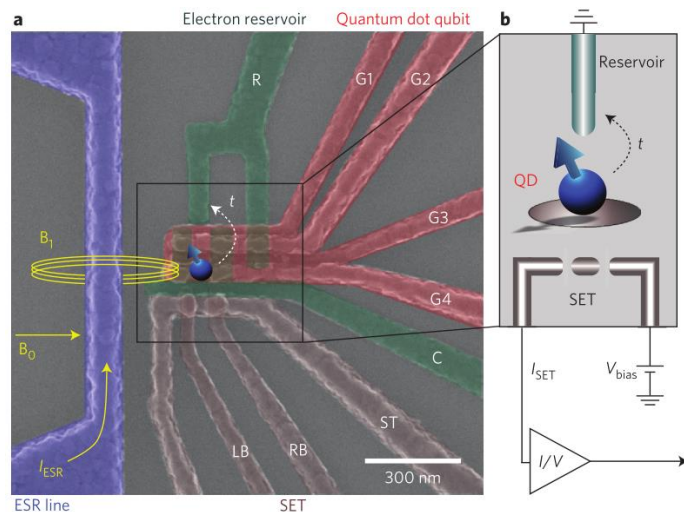 a
Electron reservoir
Quantum dot qubit
R
G1
G2
t
G3
B1
G4
B0
C
IESR
LB
RB
ST
300 nm
ESR line
SET
b
Reservoir
t
QD
SET
ISET
Vbias
I/V